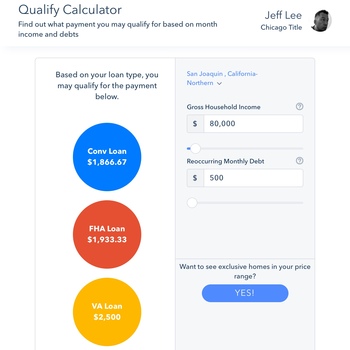 Qualify Calculator
Find out what payment you may qualify for based on month
income and debts
Jeff Lee
Chicago Title
Based on your loan type, you
may qualify for the payment
below.
Conv Loan
$1,866.67
FHA Loan
$1,933.33
VA Loan
$2,500
San Joaquin , California-
Northern
Gross Household Income
?
$ 80,000
Reoccurring Monthly Debt
?
$ 500
Want to see exclusive homes in your price
range?
YES!